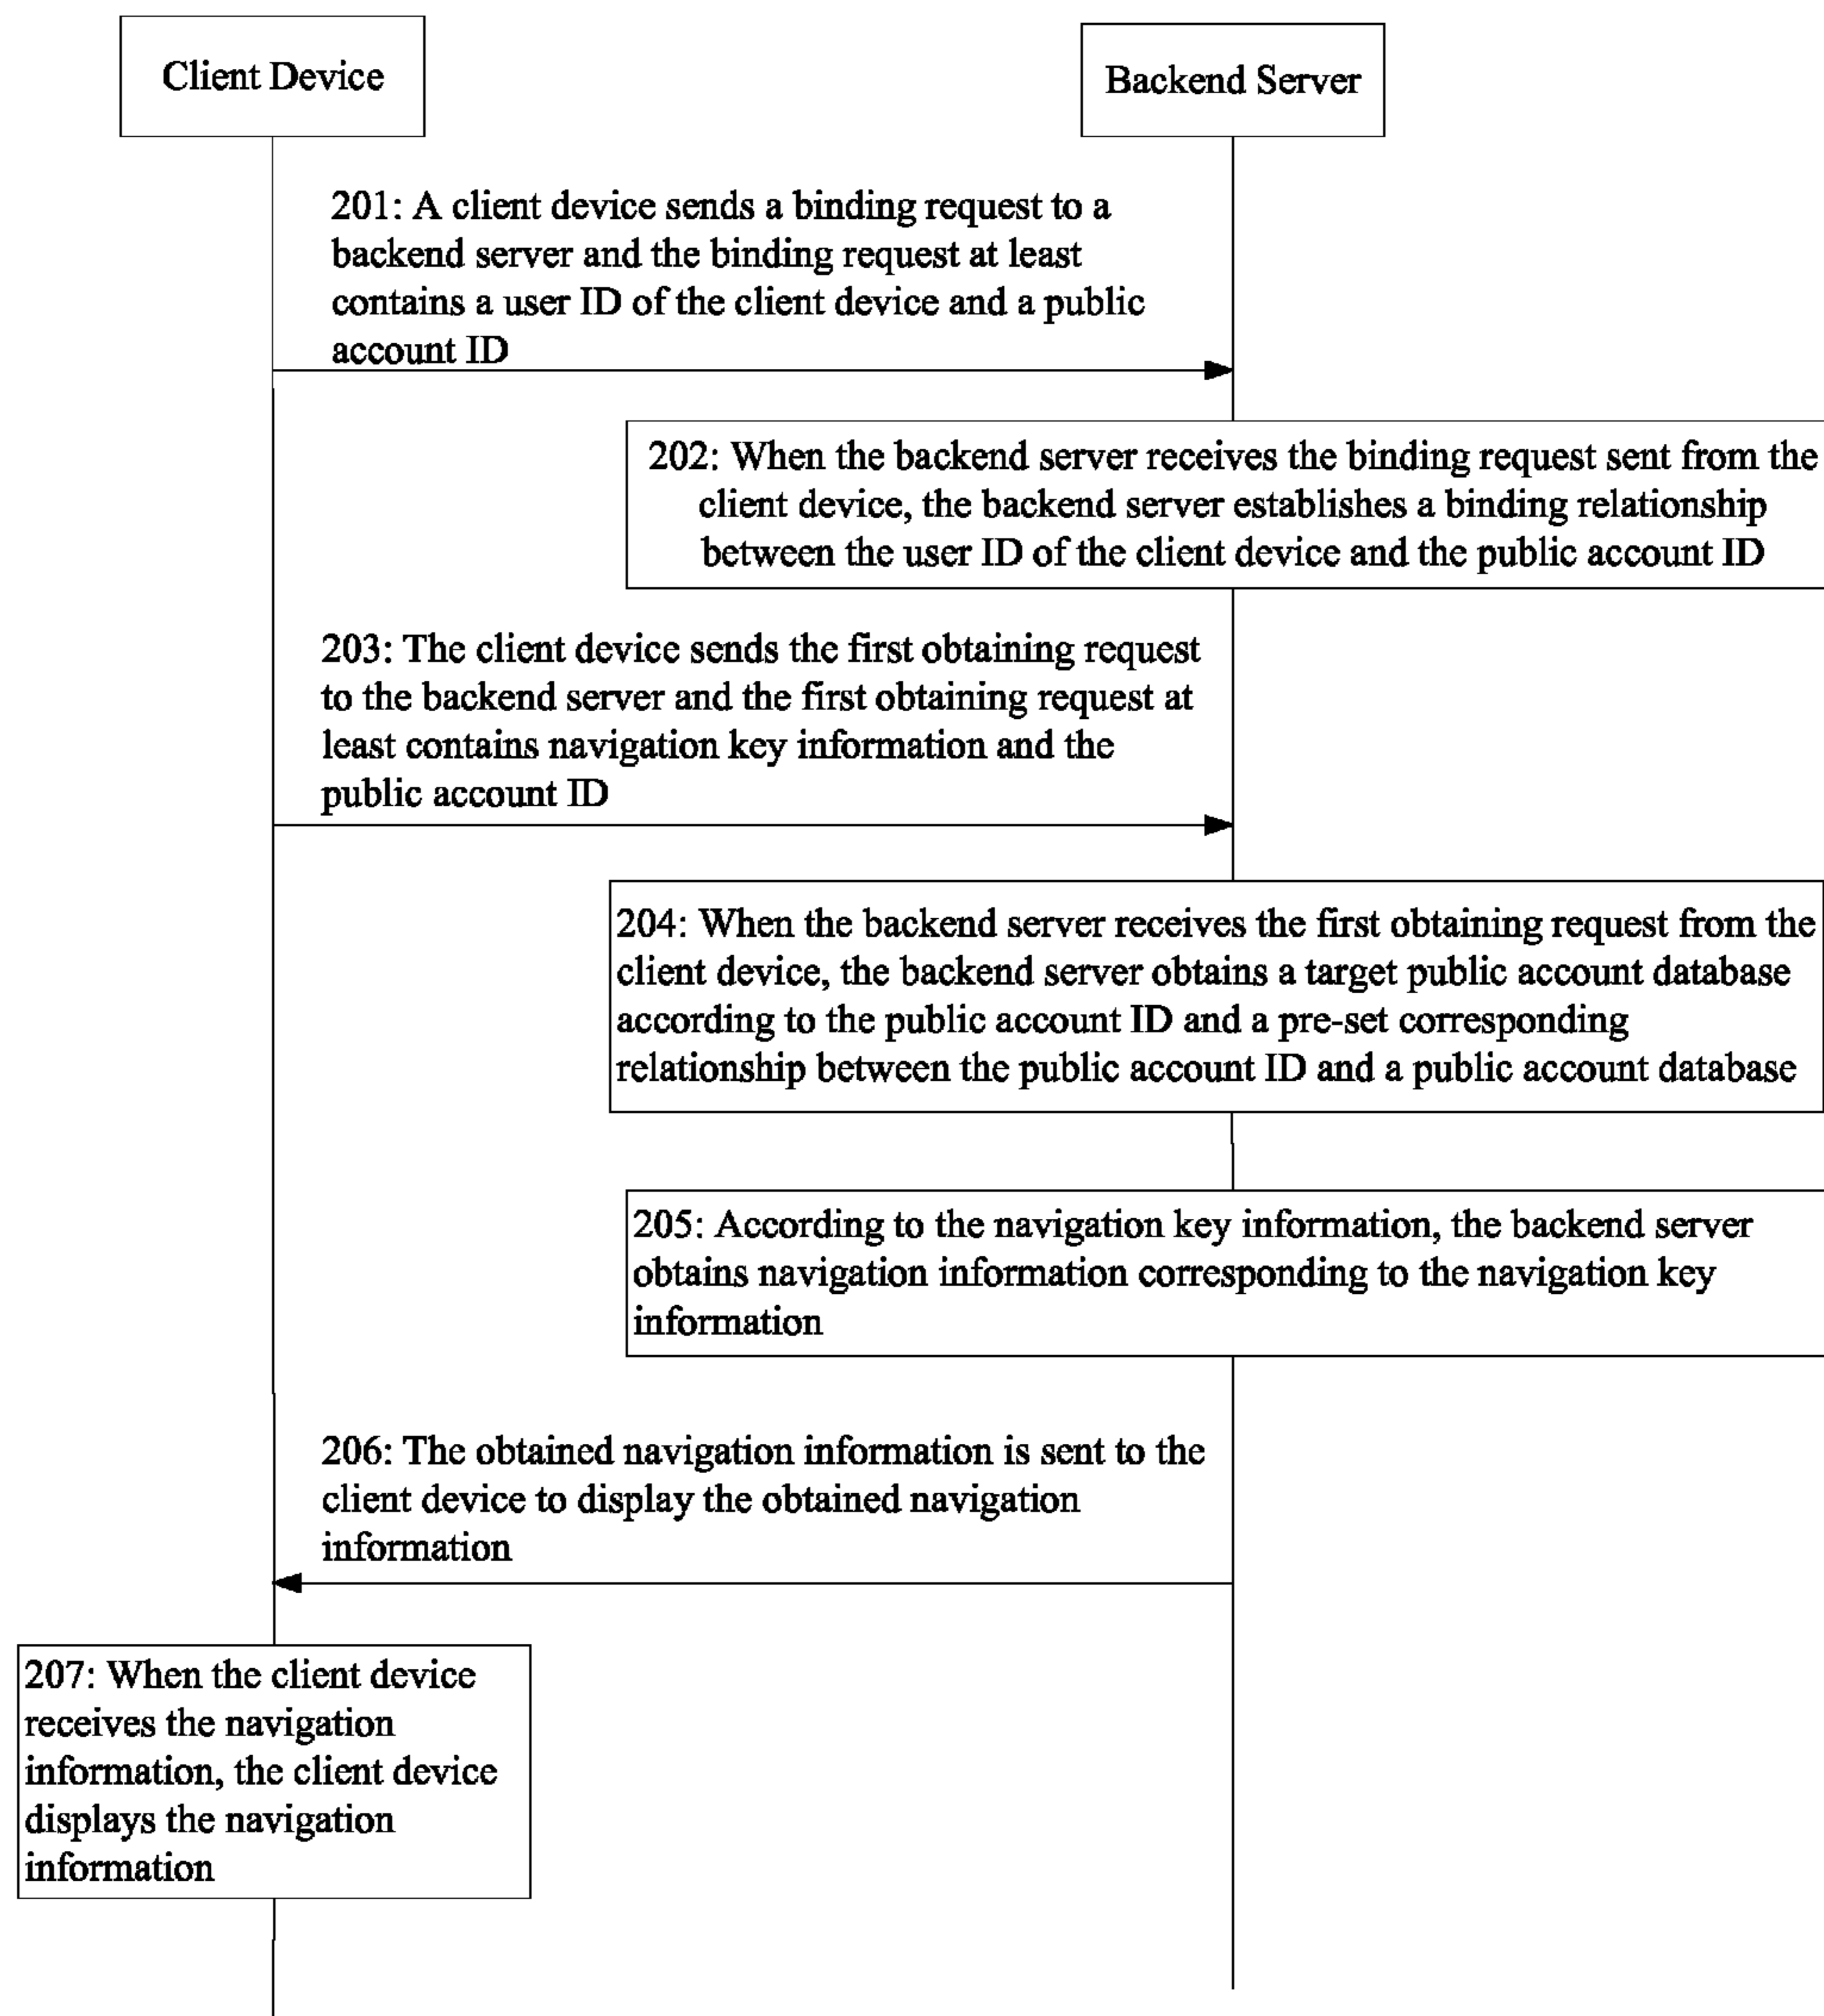 Client Device
Backend Server
201: A client device sends a binding request to a
backend server and the binding request at least
contains a user ID of the client device and a public
account ID
202: When the backend server receives the binding request sent from the
client device, the backend server establishes a binding relationship
between the user ID of the client device and the public account ID
203: The client device sends the first obtaining request
to the backend server and the first obtaining request at
least contains navigation key information and the
public account ID
204: When the backend server receives the first obtaining request from the
client device, the backend server obtains a target public account database
according to the public account ID and a pre-set corresponding
relationship between the public account ID and a public account database
205: According to the navigation key information, the backend server
obtains navigation information corresponding to the navigation key
information
206: The obtained navigation information is sent to the
client device to display the obtained navigation
information
207: When the client device
receives the navigation
information, the client device
displays the navigation
information